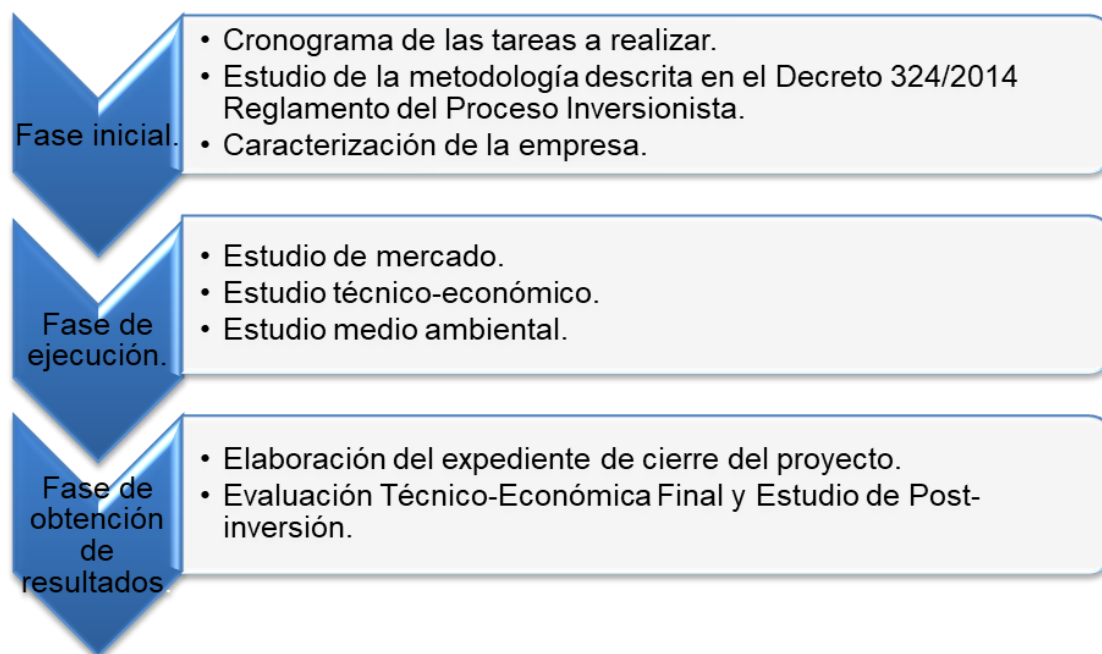 Fase inicial.
• Cronograma de las tareas a realizar.
• Estudio de la metodología descrita en el Decreto 324/2014
Reglamento del Proceso Inversionista.
• Caracterización de la empresa.
Fase de
ejecución.
• Estudio de mercado.
• Estudio técnico-económico.
• Estudio medio ambiental.
Fase de
obtención
de
resultados.
• Elaboración del expediente de cierre del proyecto.
• Evaluación Técnico-Económica Final y Estudio de Post-
inversión.